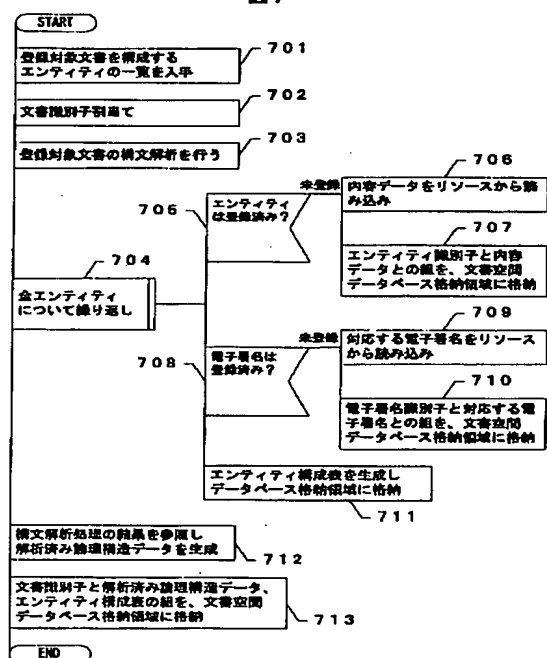 START
701
登録対象文書を構成する
エンティティの一覧を入手
702
文書識別子割当て
703
登録対象文書の構文解析を行う
704
全エンティティ
について繰り返し
705
エンティティ
は登録済み?
未登録
706
内容データをリソースから読
み込み
707
エンティティ識別子と内容
データとの組を、文書空間
データベース格納領域に格納
708
電子署名は
登録済み?
未登録
709
対応する電子署名をリソース
から読み込み
710
電子署名識別子と対応する電
子署名との組を、文書空間
データベース格納領域に格納
エンティティ構成表を生成し
データベース格納領域に格納
711
構文解析処理の結果を参照し
解析済み論理構造データを生成
712
文書識別子と解析済み論理構造データ、
エンティティ構成表の組を、文書空間
データベース格納領域に格納
713
END